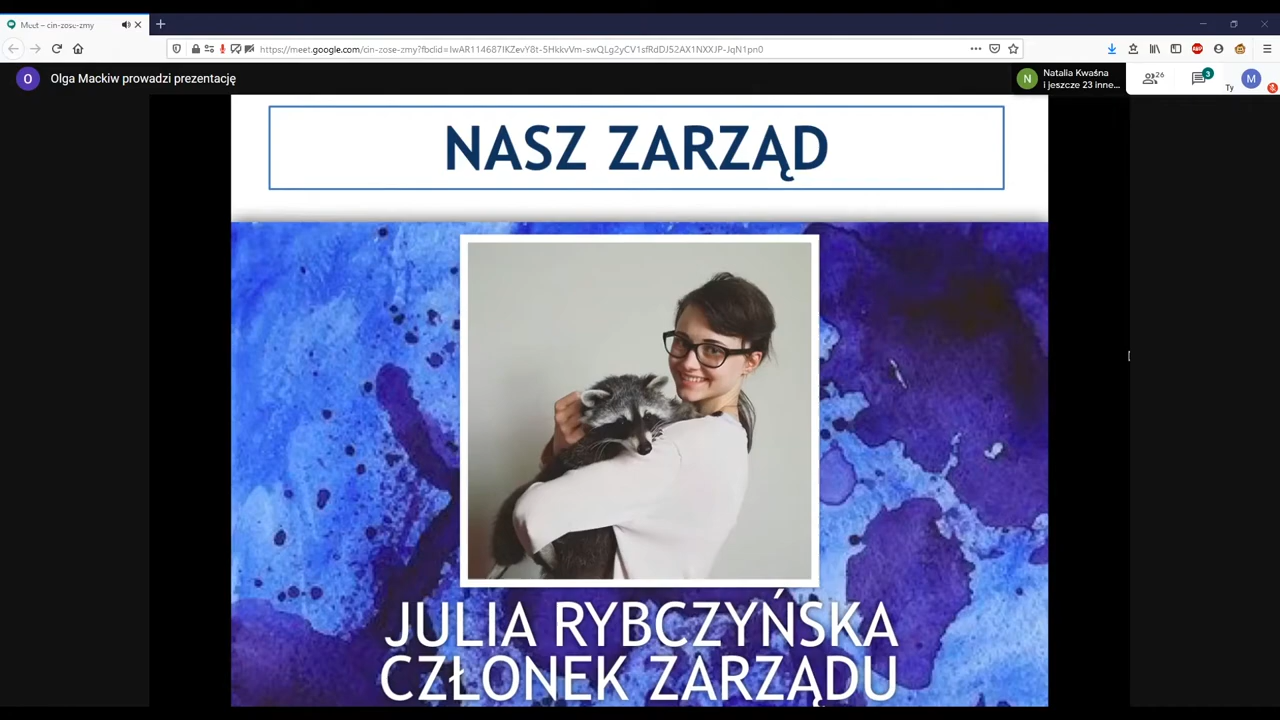 Meet – cin-zose-zmy
https://meet.google.com/cin-zose-zmy?fbclid=IwAR114687IKZevY8t-5HkkvVm-swQLg2yCV1sfRdDJ52AX1NXXJP-JqN1pn0
O Olga Mackiw prowadzi prezentację
N Natalia Kwaśna
i jeszcze 23 inne...
26
3
Ty
M
ABP
NASZ ZARZĄD
JULIA RYBCZYŃSKA
CZŁONEK ZARZĄDU